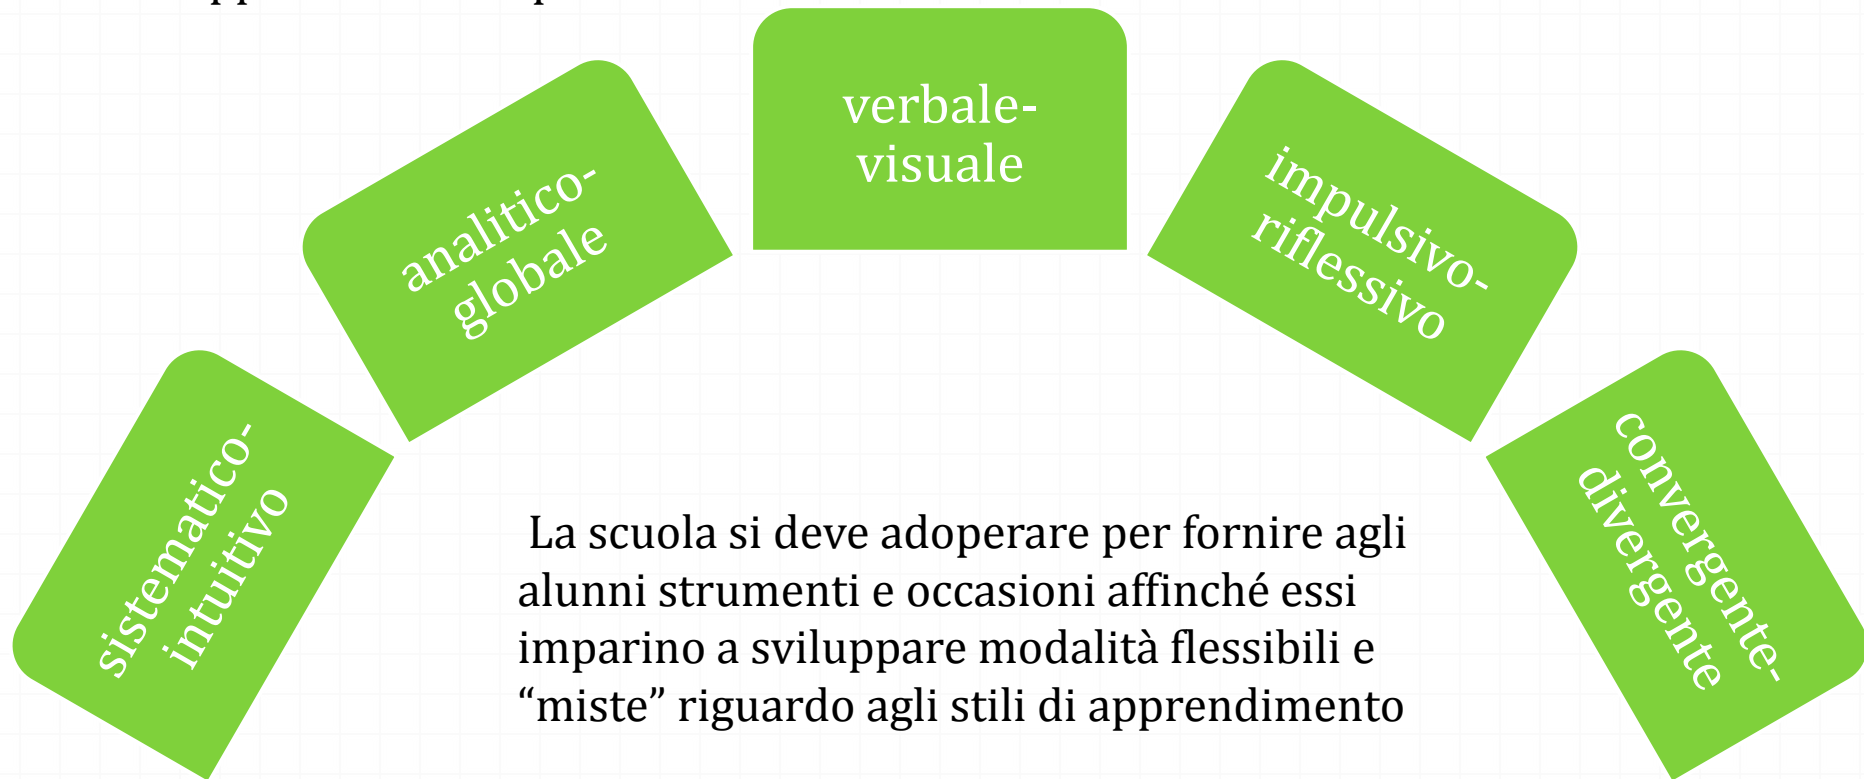 sistematico-
intuitivo
analitico-
globale
verbale-
visuale
impulsivo-
riflessivo
convergente-
divergente
La scuola si deve adoperare per fornire agli
alunni strumenti e occasioni affinché essi
imparino a sviluppare modalità flessibili e
“miste” riguardo agli stili di apprendimento